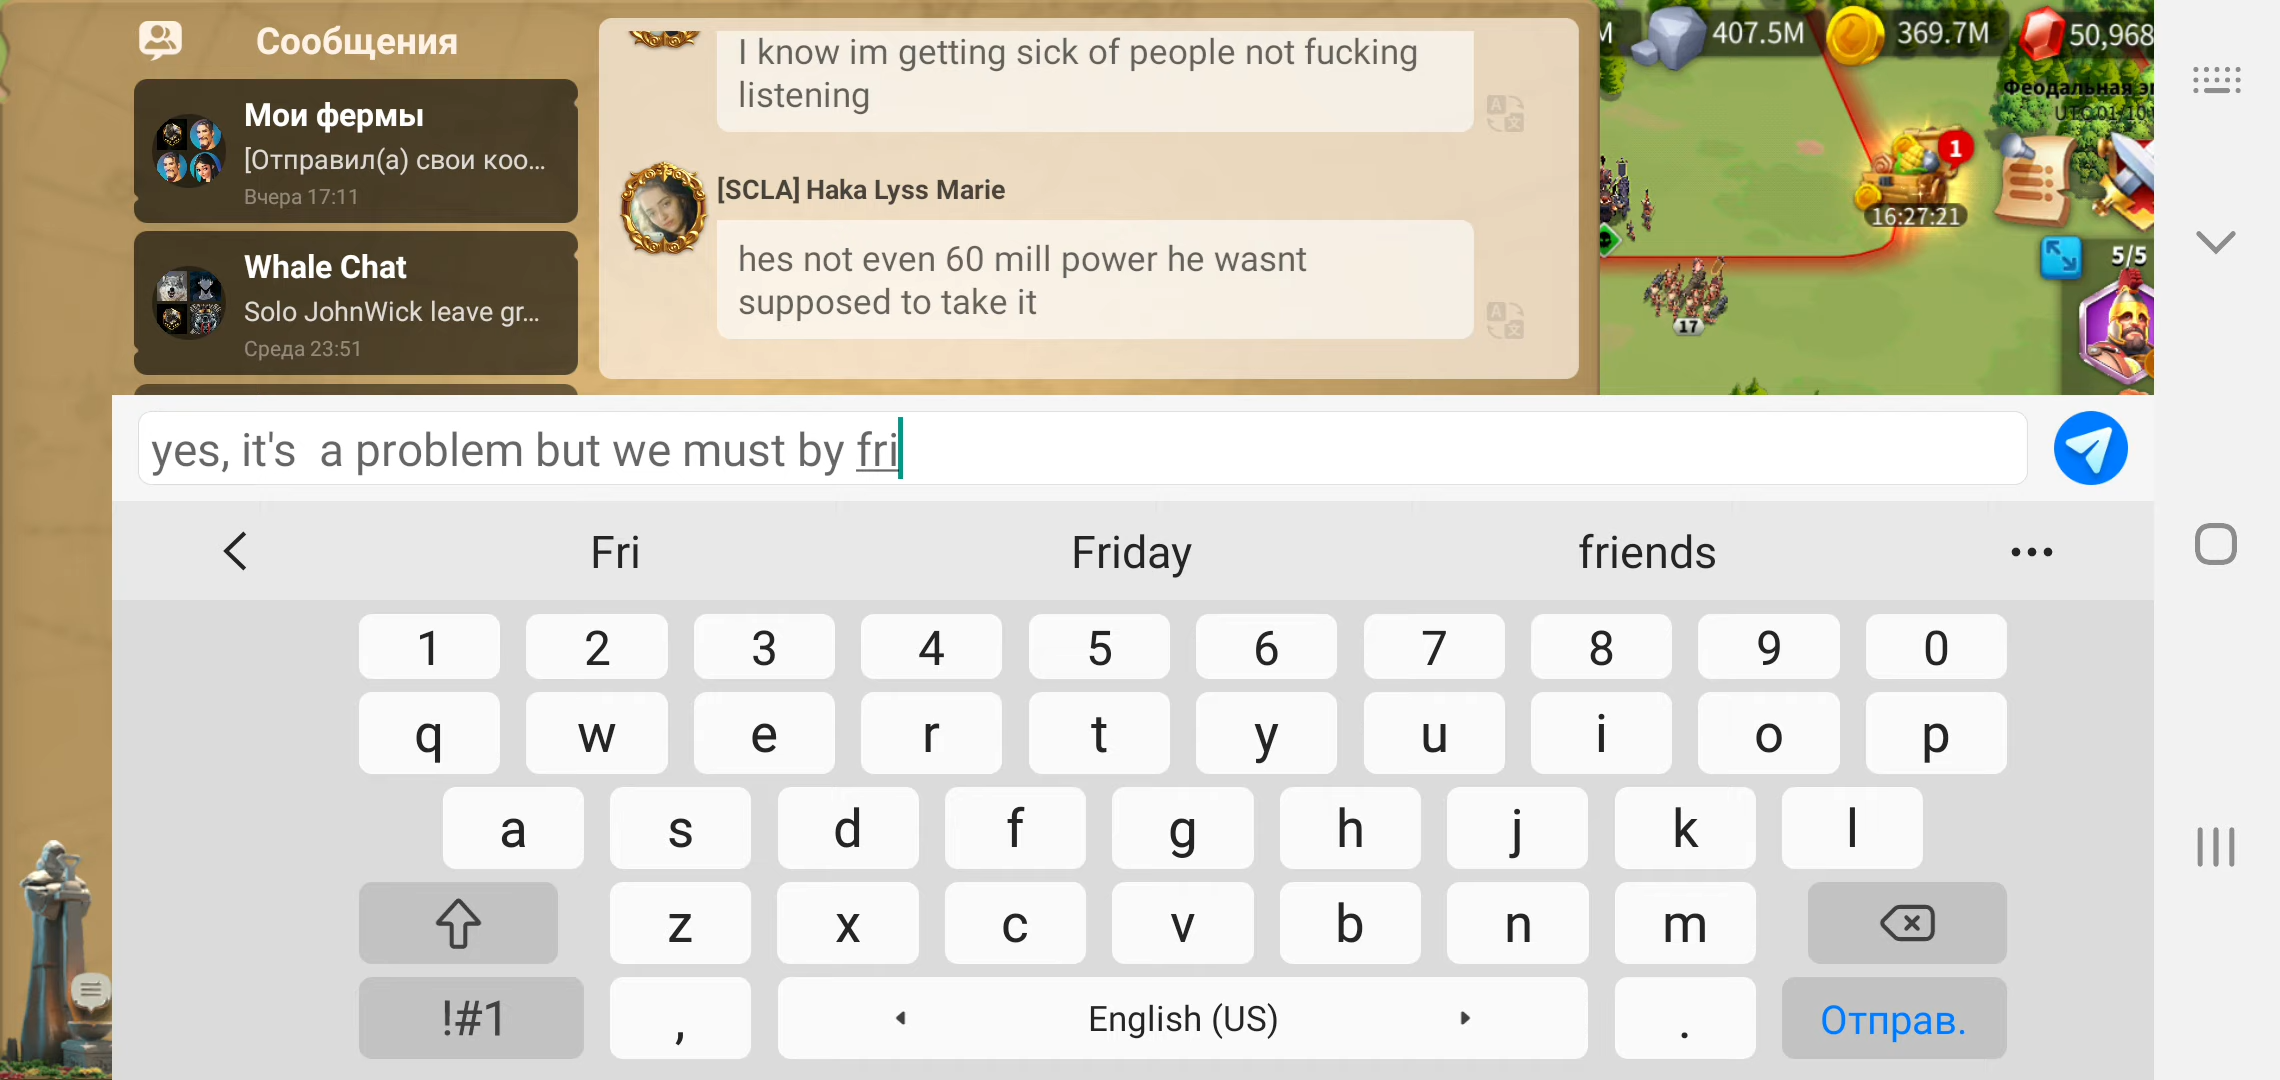 Сообщения
Мои фермы
[Отправил(а) свои коо...
Вчера 17:11
Whale Chat
Solo JohnWick leave gr...
Среда 23:51
I know im getting sick of people not fucking
listening
[SCLA] Haka Lyss Marie
hes not even 60 mill power he wasnt
supposed to take it
M 407.5M 369.7M 50,968
Феодальная э
UTC
1
16:27:21
5/5
17
yes, it's  a problem but we must by fri
Fri Friday friends
1 2 3 4 5 6 7 8 9 0
q w e r t y u i o p
a s d f g h j k l
z x c v b n m
!#1 , English (US) . Отправ.